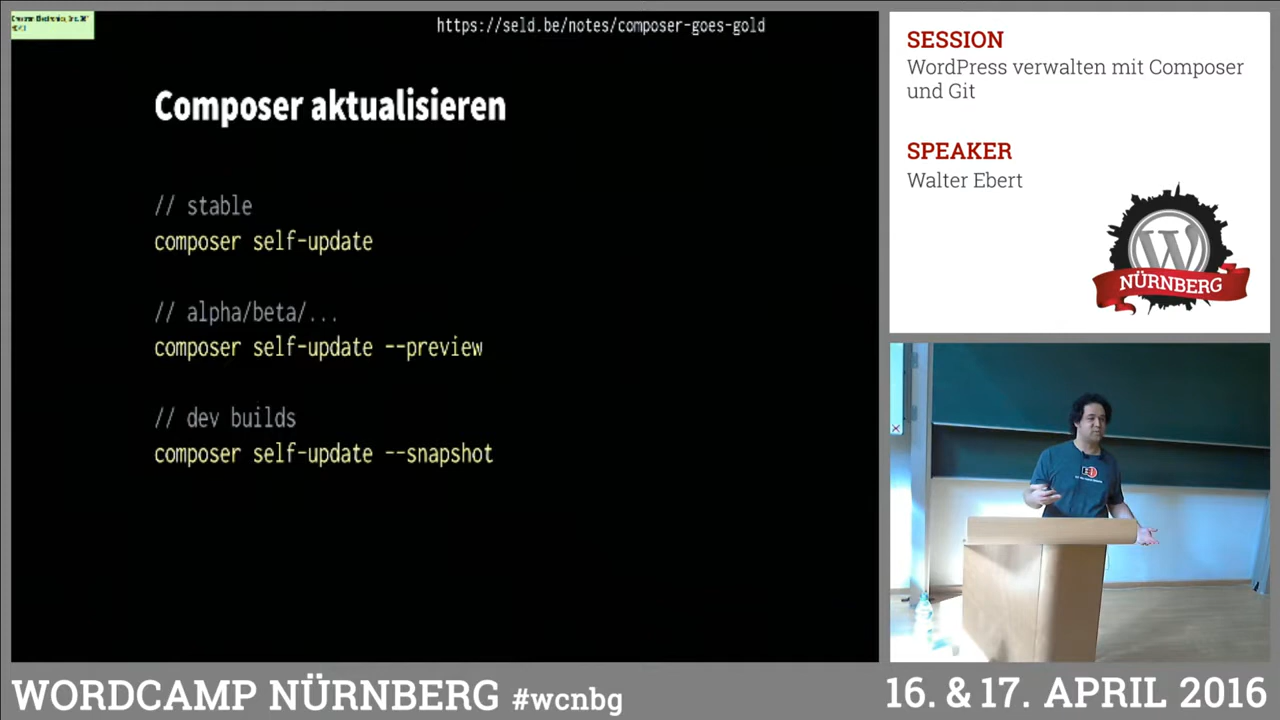 https://seld.be/notes/composer-goes-gold
Composer aktualisieren
// stable
composer self-update
// alpha/beta/...
composer self-update --preview
// dev builds
composer self-update --snapshot
SESSION
WordPress verwalten mit Composer
und Git
SPEAKER
Walter Ebert
NÜRNBERG
WORDCAMP NÜRNBERG #wcnbg
16. & 17. APRIL 2016